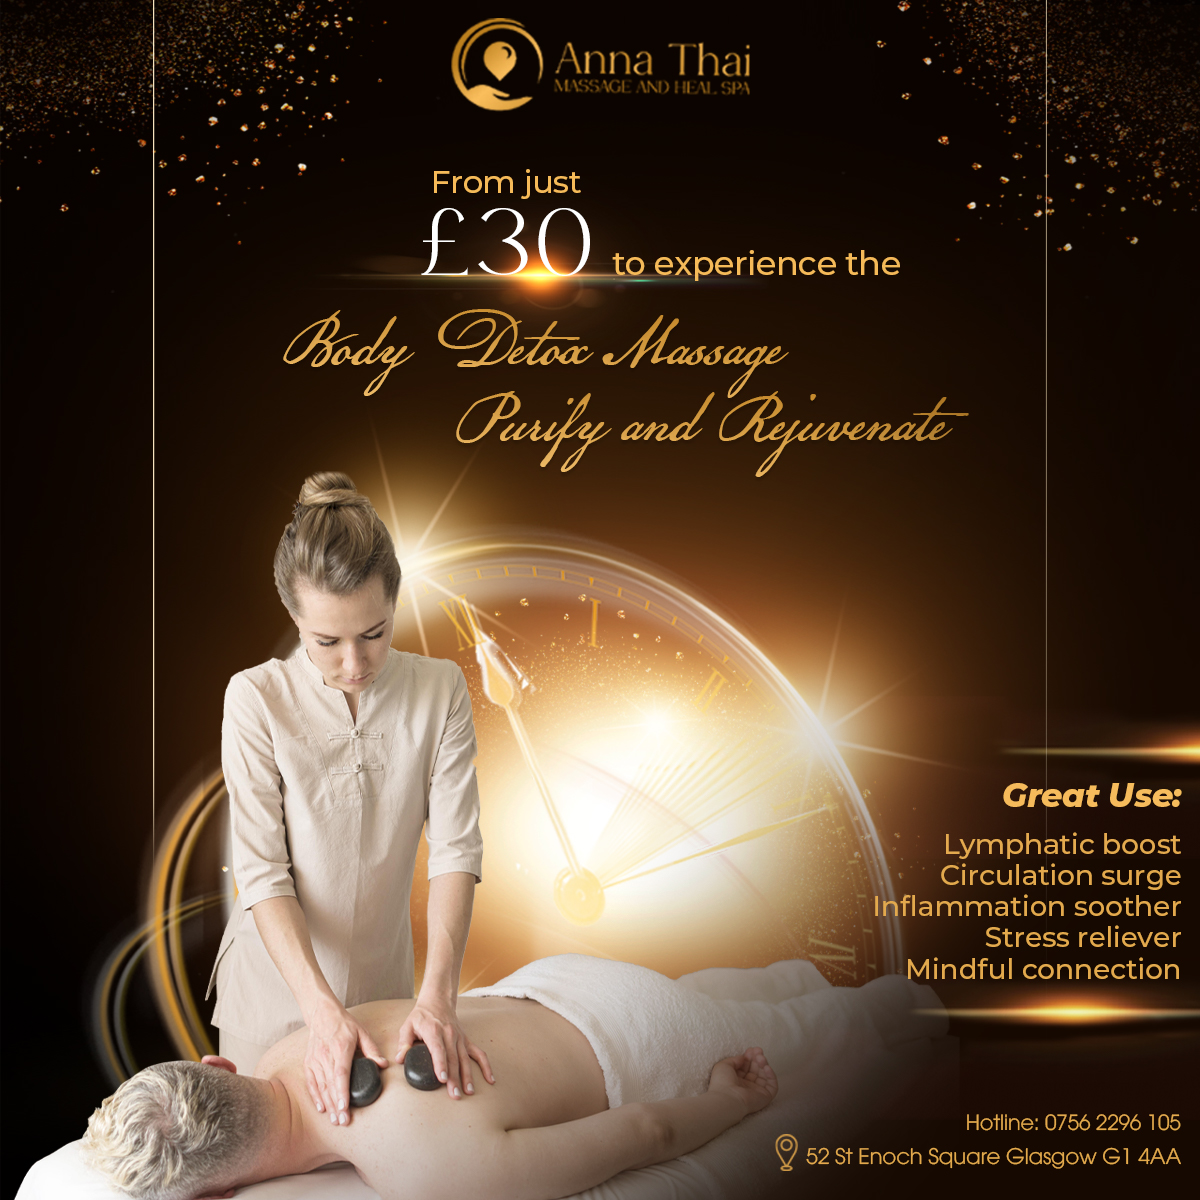 Anna Thai
MASSAGE AND HEAL SPA
From just
£30 to experience the
Body Detox Massage
Purify and Rejuvenate
XII
I
II
Great Use:
Lymphatic boost
Circulation surge
Inflammation soother
Stress reliever
Mindful connection
Hotline: 0756 2296 105
52 St Enoch Square Glasgow G1 4AA